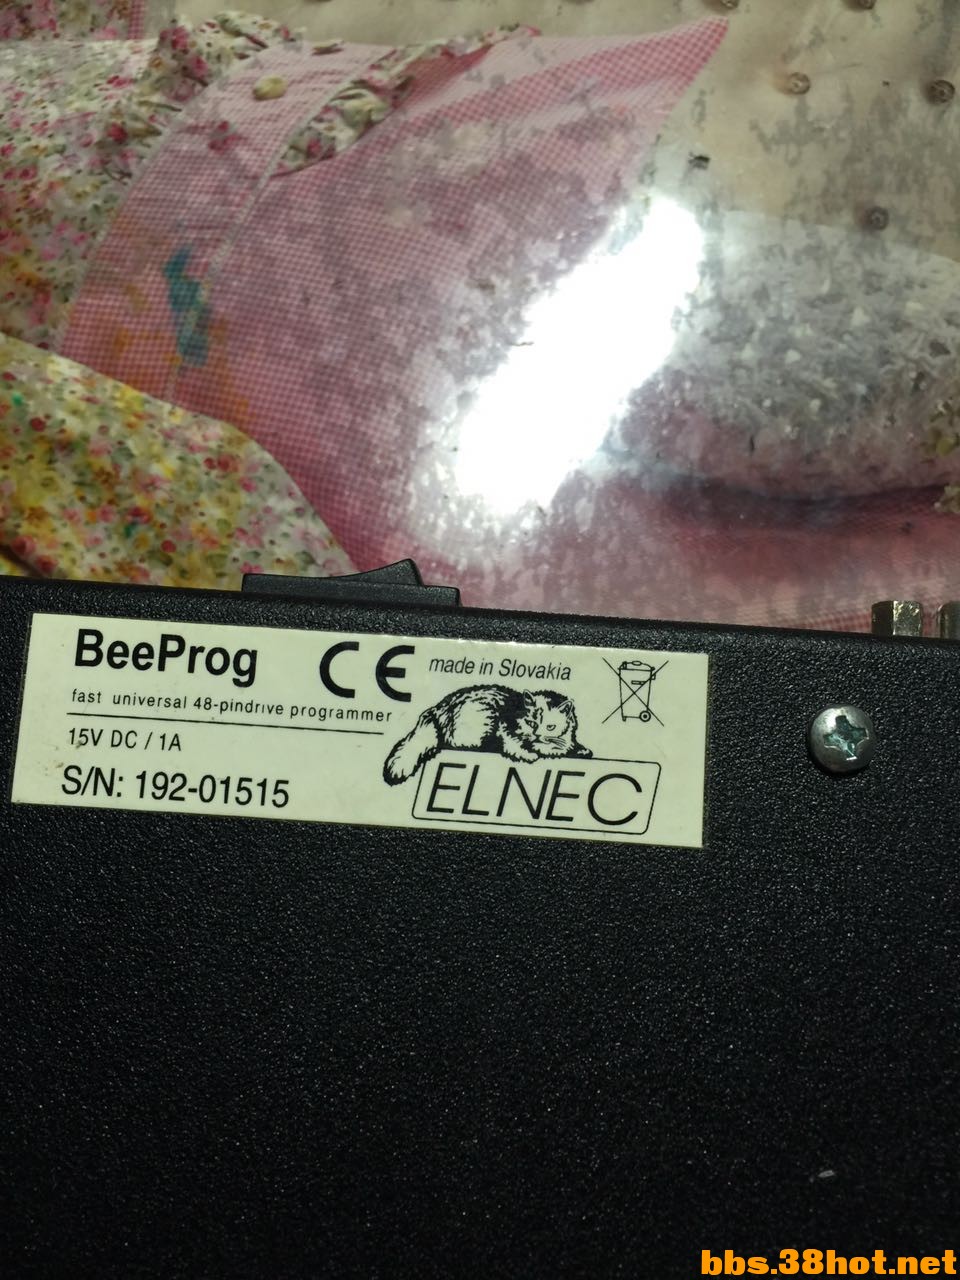 BeeProg CE made in Slovakia
fast universal 48-pindrive programmer
15V DC / 1A
S/N: 192-01515
ELNEC
bbs.38hot.net